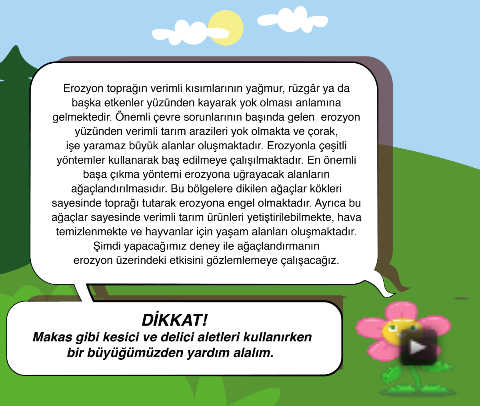 Erozyon toprağın verimli kısımlarının yağmur, rüzgâr ya da
başka etkenler yüzünden kayarak yok olması anlamına
gelmektedir. Önemli çevre sorunlarının başında gelen erozyon
yüzünden verimli tarım arazileri yok olmakta ve çorak,
işe yaramaz büyük alanlar oluşmaktadır. Erozyonla çeşitli
yöntemler kullanarak baş edilmeye çalışılmaktadır. En önemli
başa çıkma yöntemi erozyona uğrayacak alanların
ağaçlandırılmasıdır. Bu bölgelere dikilen ağaçlar kökleri
sayesinde toprağı tutarak erozyona engel olmaktadır. Ayrıca bu
ağaçlar sayesinde verimli tarım ürünleri yetiştirilebilmekte, hava
temizlenmekte ve hayvanlar için yaşam alanları oluşmaktadır.
Şimdi yapacağımız deney ile ağaçlandırmanın
erozyon üzerindeki etkisini gözlemlemeye çalışacağız.
DİKKAT!
Makas gibi kesici ve delici aletleri kullanırken
bir büyüğümüzden yardım alalım.